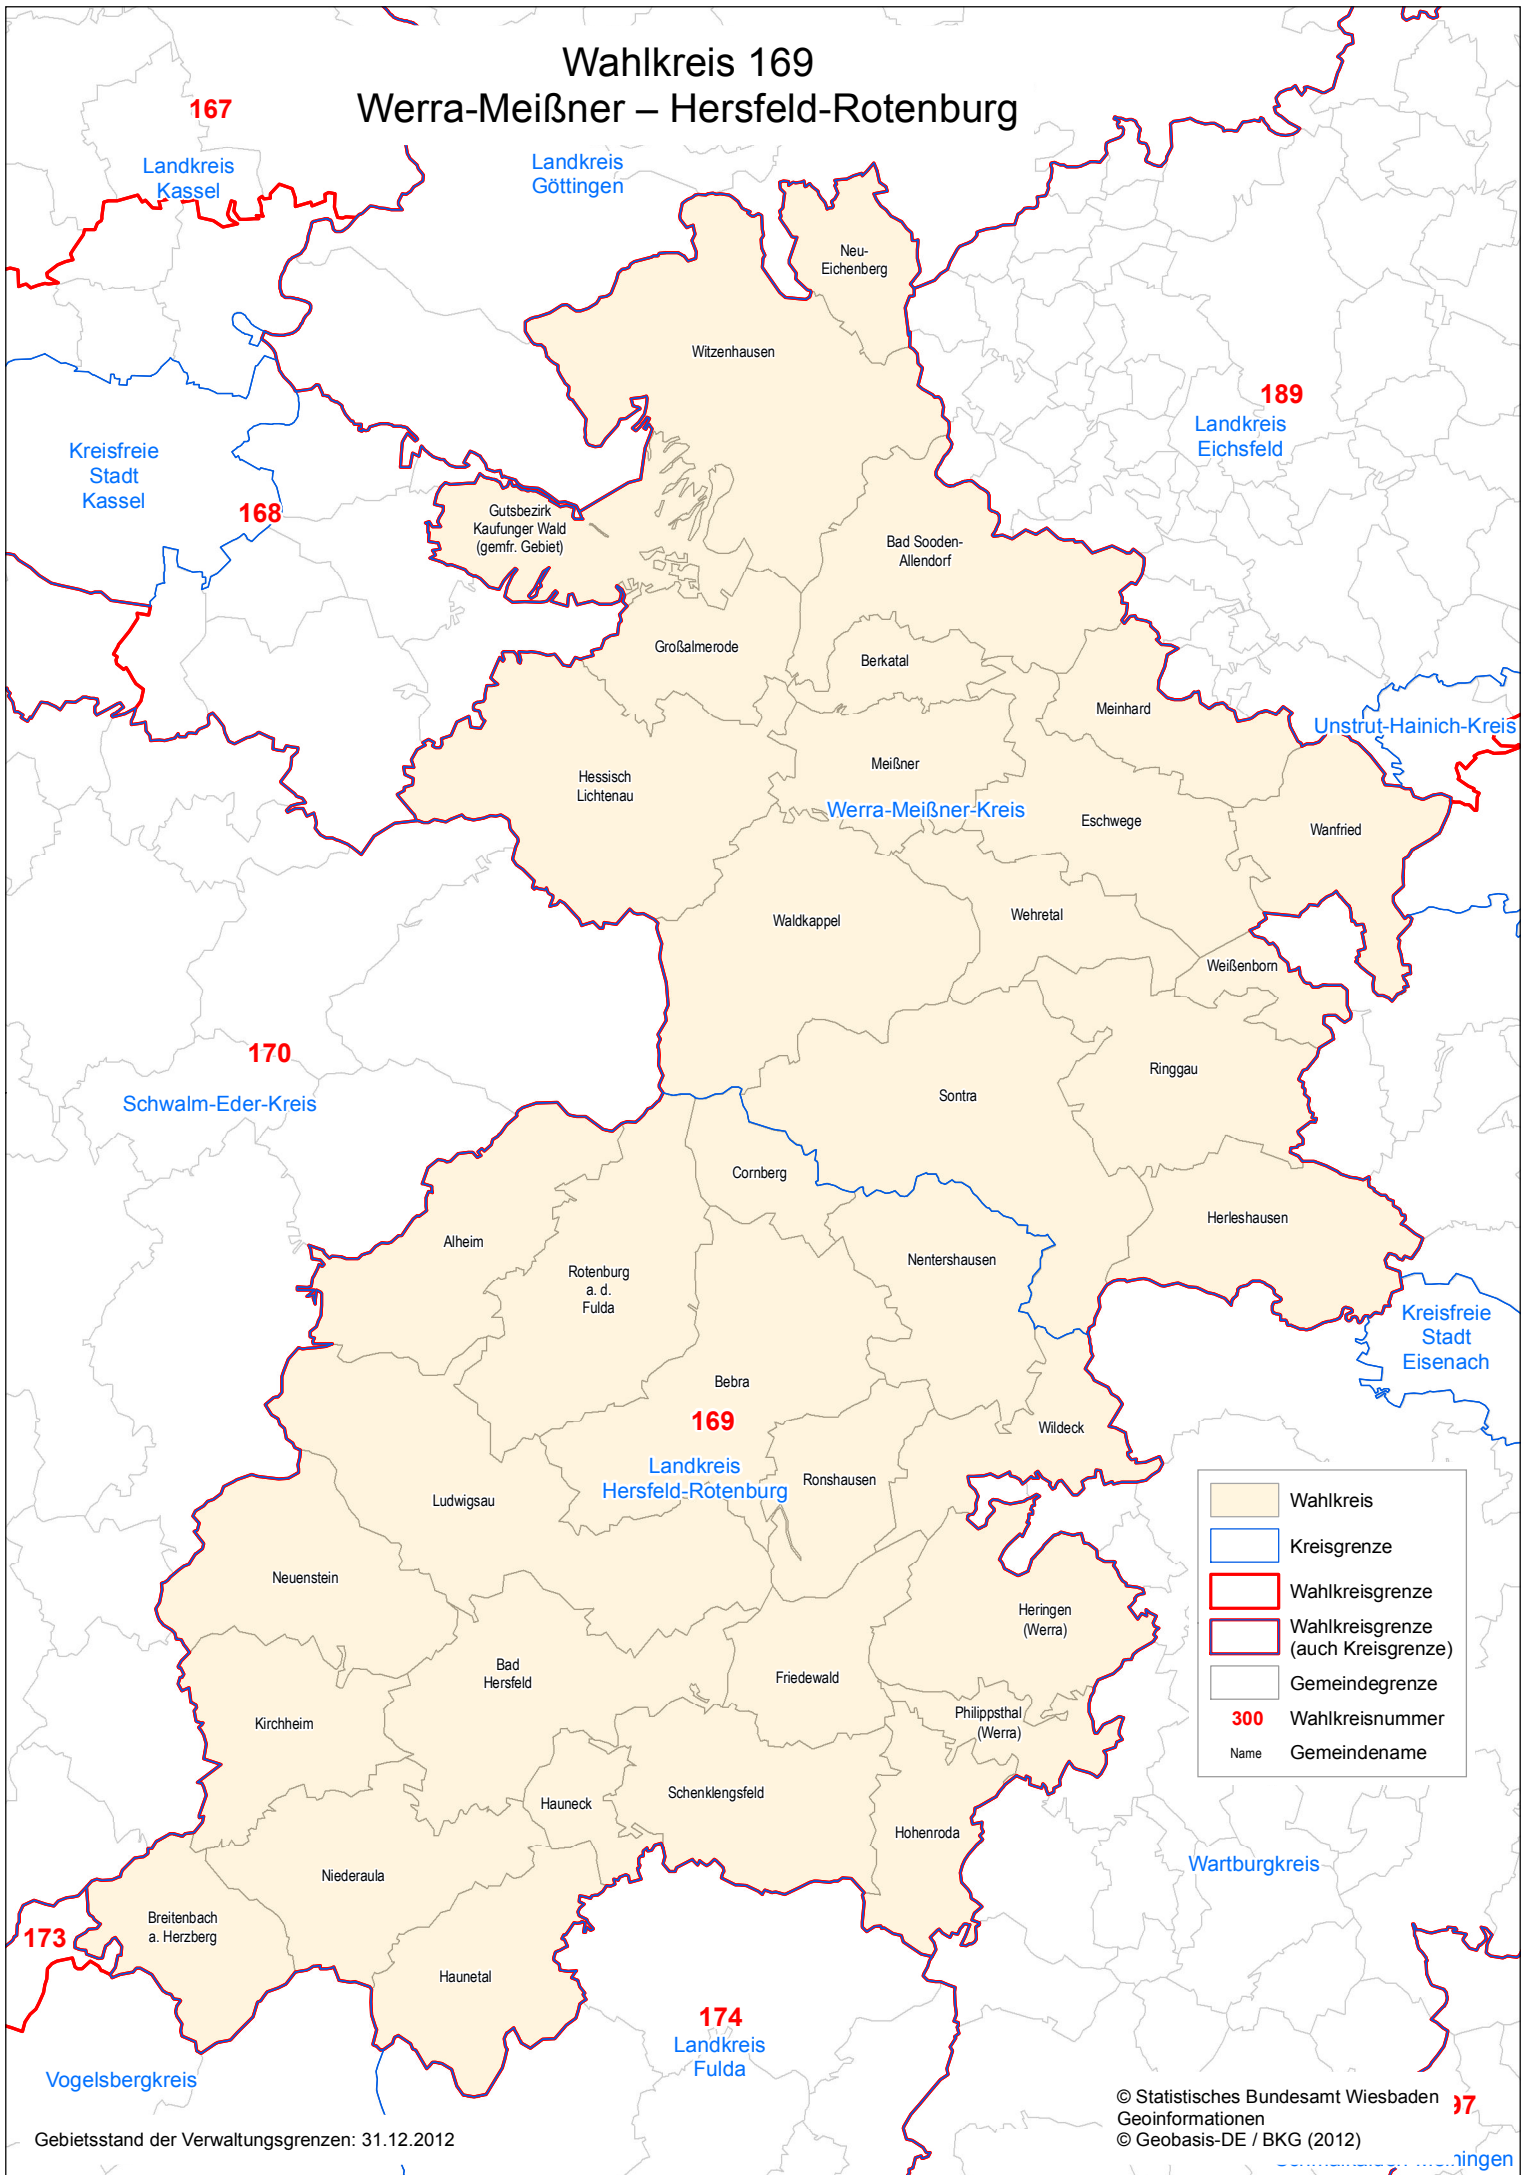 Wahlkreis 169
Werra-Meißner – Hersfeld-Rotenburg
167
Landkreis
Kassel
Landkreis
Göttingen
Neu-
Eichenberg
Witzenhausen
189
Landkreis
Eichsfeld
Kreisfreie
Stadt
Kassel
168
Gutsbezirk
Kaufunger Wald
(gemfr. Gebiet)
Bad Sooden-
Allendorf
Großalmerode
Berkatal
Meinhard
Unstrut-Hainich-Kreis
Hessisch
Lichtenau
Meißner
Werra-Meißner-Kreis
Eschwege
Wanfried
Waldkappel
Wehretal
Weißenborn
170
Schwalm-Eder-Kreis
Sontra
Ringgau
Cornberg
Herleshausen
Alheim
Rotenburg
a. d.
Fulda
Nentershausen
Kreisfreie
Stadt
Eisenach
Bebra
169
Landkreis
Hersfeld-Rotenburg
Wildeck
Ronshausen
Ludwigsau
Neuenstein
Heringen
(Werra)
Bad
Hersfeld
Friedewald
Kirchheim
Philippsthal
(Werra)
Hauneck
Schenklengsfeld
Hohenroda
Niederaula
Wartburgkreis
Breitenbach
a. Herzberg
173
Haunetal
174
Landkreis
Fulda
Vogelsbergkreis
Wahlkreis
Kreisgrenze
Wahlkreisgrenze
Wahlkreisgrenze
(auch Kreisgrenze)
Gemeindegrenze
300 Wahlkreisnummer
Name Gemeindename
Gebietsstand der Verwaltungsgrenzen: 31.12.2012
© Statistisches Bundesamt Wiesbaden
Geoinformationen
© Geobasis-DE / BKG (2012)